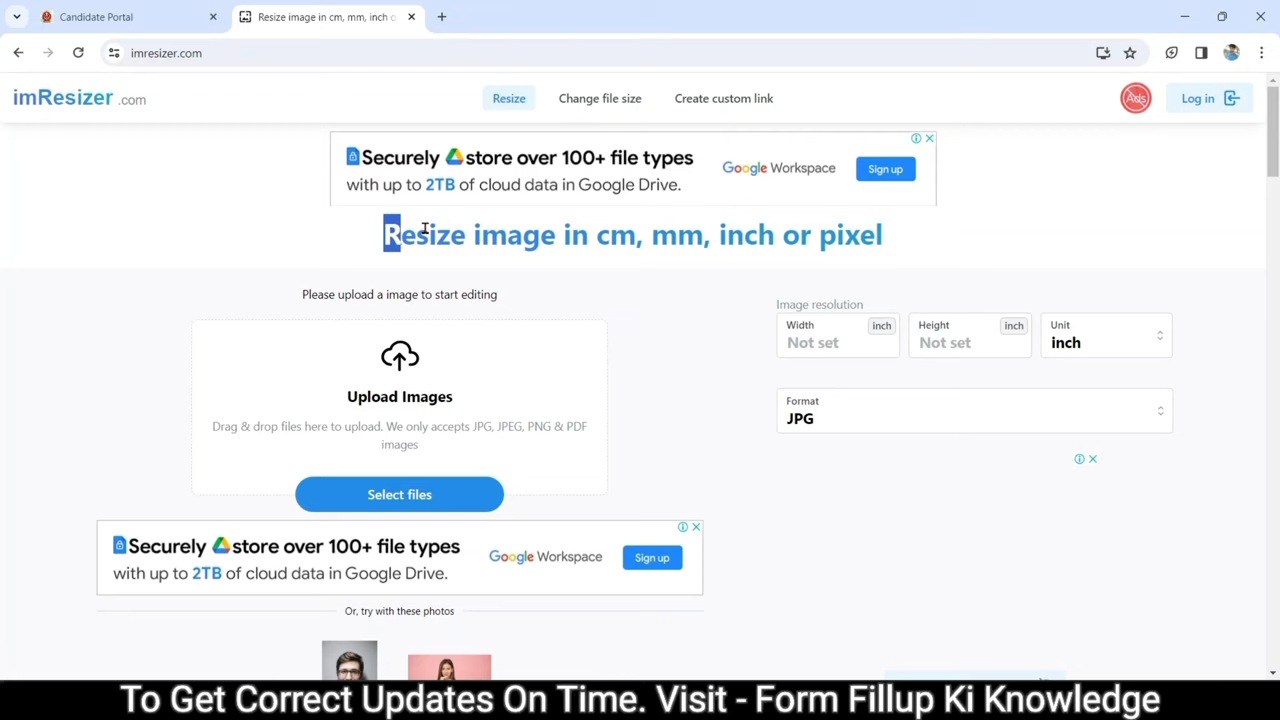 Candidate Portal
Resize image in cm, mm, inch o
imresizer.com
imResizer .com
Resize
Change file size
Create custom link
Ads
Log in
Securely store over 100+ file types
with up to 2TB of cloud data in Google Drive.
Google Workspace
Sign up
Resize image in cm, mm, inch or pixel
Please upload a image to start editing
Upload Images
Drag & drop files here to upload. We only accepts JPG, JPEG, PNG & PDF
images
Select files
Image resolution
Width
inch
Not set
Height
inch
Not set
Unit
inch
Format
JPG
Securely store over 100+ file types
with up to 2TB of cloud data in Google Drive.
Google Workspace
Sign up
Or, try with these photos
To Get Correct Updates On Time. Visit - Form Fillup Ki Knowledge